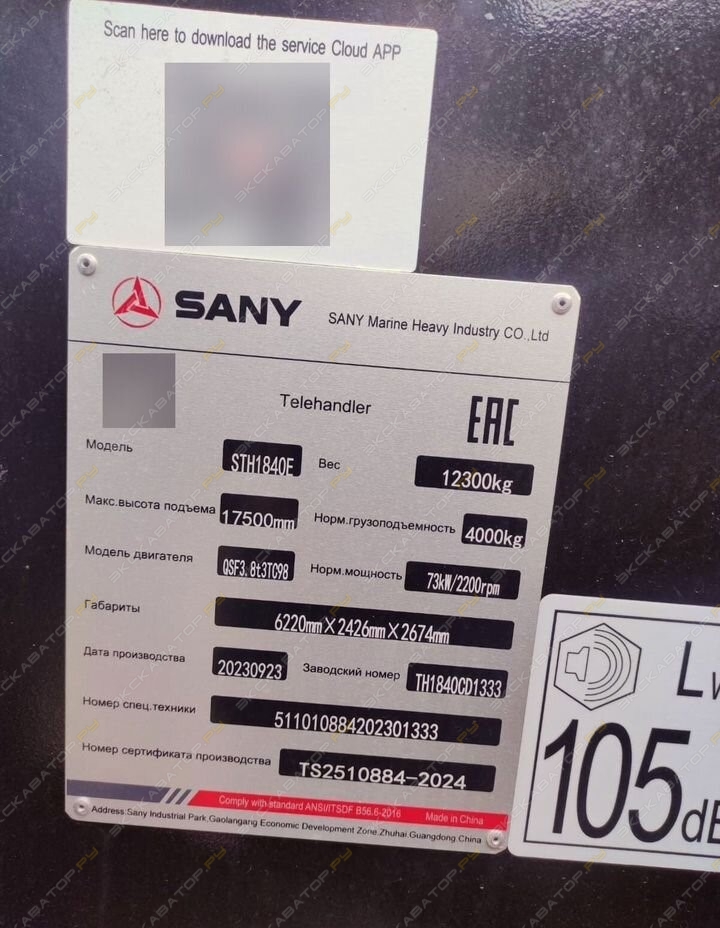 Scan here to download the service Cloud APP
SANY SANY Marine Heavy Industry CO.,Ltd
Telehandler EAC
Модель STH1840E Вес 12300kg
Макс.высота подъема 17500mm Норм.грузоподъемность 4000kg
Модель двигателя QSF3.8t3TC98 Норм.мощность 73kW/2200rpm
Габариты 6220mm×2426mm×2674mm
Дата производства 20230923 Заводский номер TH1840CD1333
Номер спец.техники 511010884202301333
Номер сертификата производства TS2510884-2024
Comply with standard ANSI/ITSDF B56.6-2016 Made in China
Address:Sany Industrial Park,Gaolangang Economic Development Zone,Zhuhai,Guangdong,China
105
ЭКСКАВАТОР.РУ